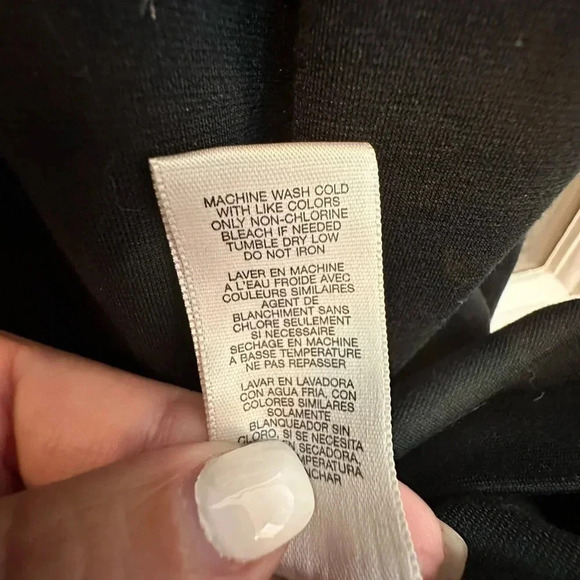 MACHINE WASH COLD
WITH LIKE COLORS
ONLY NON-CHLORINE
BLEACH IF NEEDED
TUMBLE DRY LOW
DO NOT IRON
LAVER EN MACHINE
A L'EAU FROIDE AVEC
COULEURS SIMILAIRES
AGENT DE
BLANCHIMENT SANS
CHLORE SEULEMENT
SI NECESSAIRE
SECHAGE EN MACHINE
A BASSE TEMPERATURE
NE PAS REPASSER
LAVAR EN LAVADORA
CON AGUA FRIA, CON
COLORES SIMILARES
SOLAMENTE
BLANQUEADOR SIN
CLORO, SI SE NECESITA
EN SECADORA,